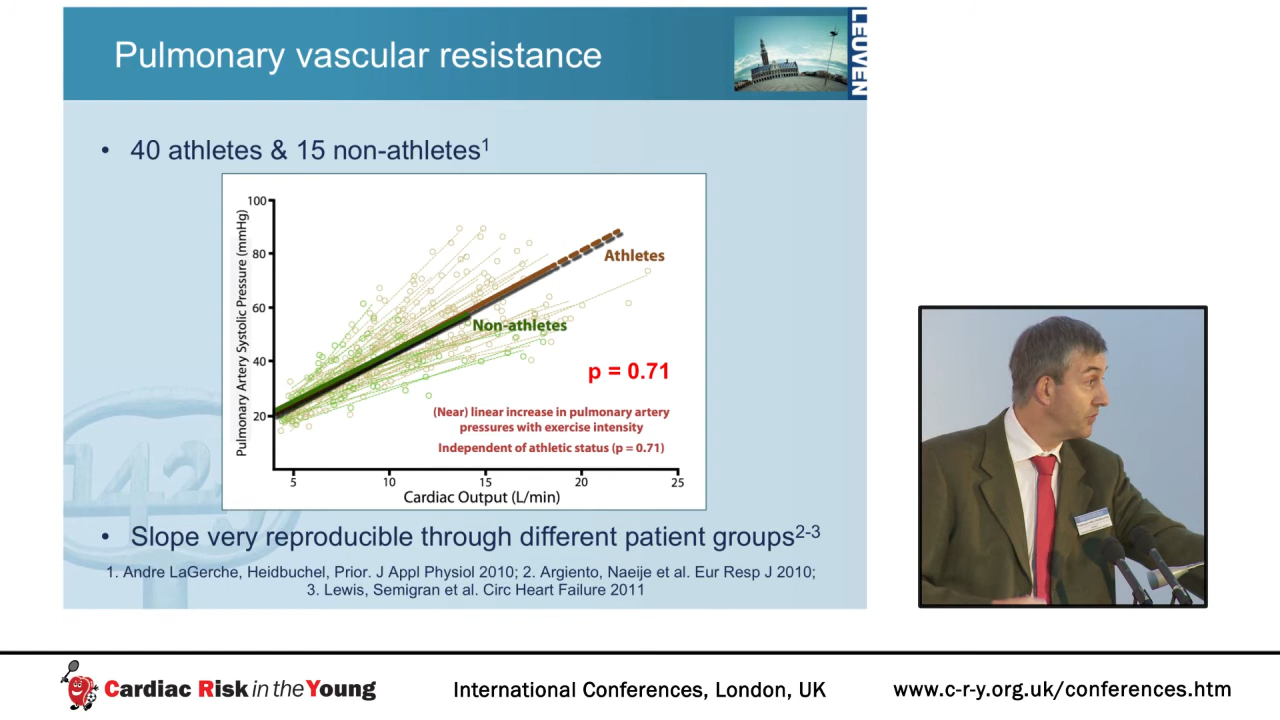 Pulmonary vascular resistance
LEUVEN
• 40 athletes & 15 non-athletes1
Pulmonary Artery Systolic Pressure (mmHg)
100
80
60
40
20
Athletes
Non-athletes
p = 0.71
(Near) linear increase in pulmonary artery
pressures with exercise intensity
Independent of athletic status (p = 0.71)
5 10 15 20 25
Cardiac Output (L/min)
• Slope very reproducible through different patient groups2-3
1. Andre LaGerche, Heidbuchel, Prior. J Appl Physiol 2010; 2. Argiento, Naeije et al. Eur Resp J 2010;
3. Lewis, Semigran et al. Circ Heart Failure 2011
Cardiac Risk in the Young
International Conferences, London, UK
www.c-r-y.org.uk/conferences.htm